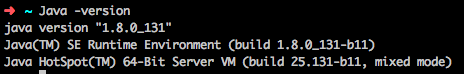 ➜ ~ Java -version
java version "1.8.0_131"
Java(TM) SE Runtime Environment (build 1.8.0_131-b11)
Java HotSpot(TM) 64-Bit Server VM (build 25.131-b11, mixed mode)